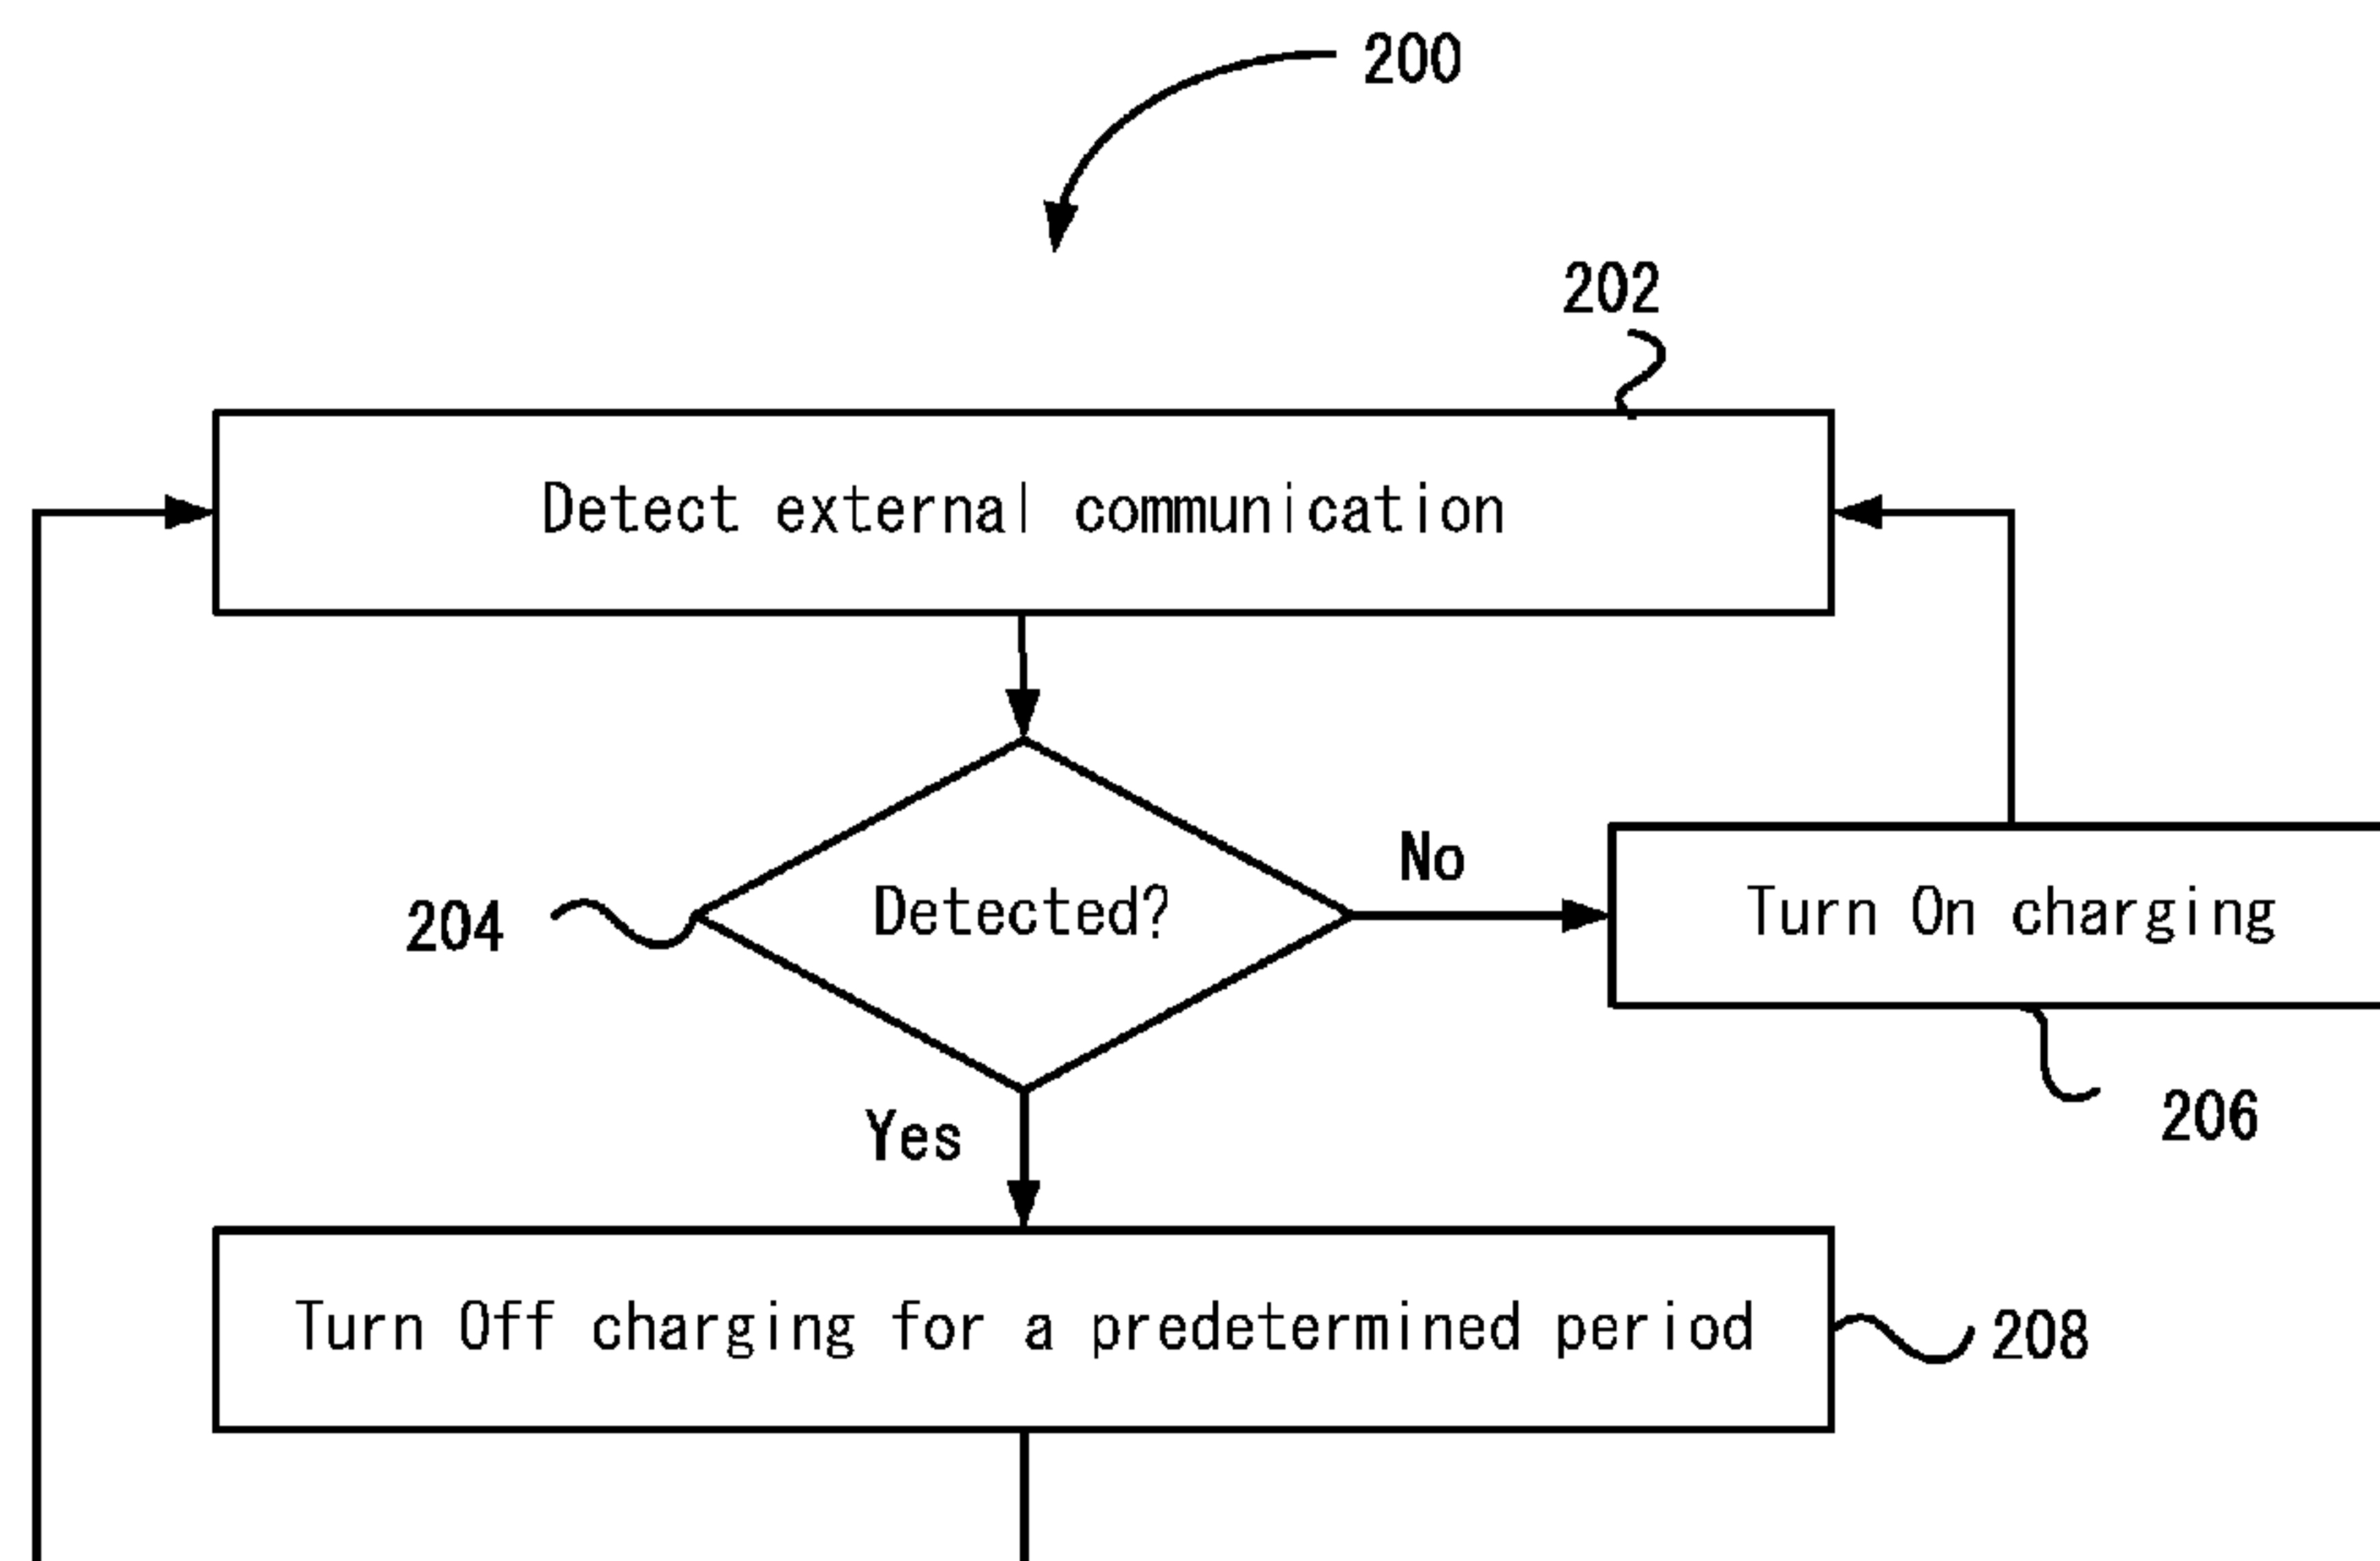 200
202
Detect external communication
No
204
Detected?
Turn On charging
Yes
206
Turn Off charging for a predetermined period
208